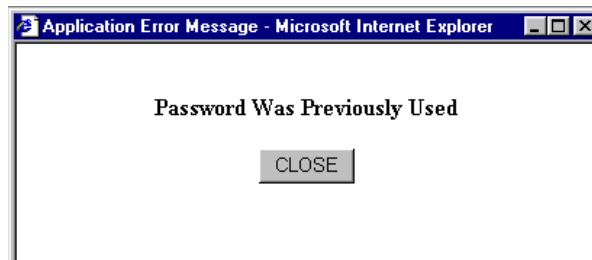 Application Error Message - Microsoft Internet Explorer
Password Was Previously Used
CLOSE